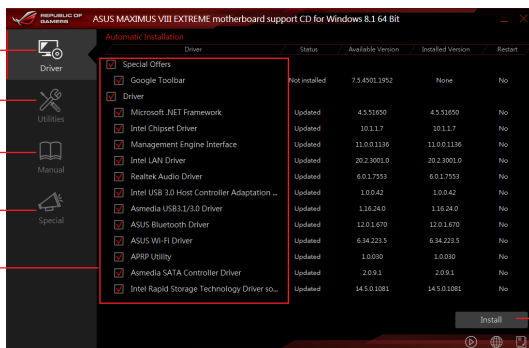 REPUBLIC OF
GAMERS
ASUS MAXIMUS VIII EXTREME motherboard support CD for Windows 8.1 64 Bit
Automatic Installation
Driver Status Available Version Installed Version Restart
Special Offers
Google Toolbar Not installed 7.5.4501.1952 None No
Driver
Microsoft .NET Framework Updated 4.5.51650 4.5.51650 No
Intel Chipset Driver Updated 10.1.1.7 10.1.1.7 No
Management Engine Interface Updated 11.0.0.1136 11.0.0.1136 No
Intel LAN Driver Updated 20.2.3001.0 20.2.3001.0 No
Realtek Audio Driver Updated 6.0.1.7553 6.0.1.7553 No
Intel USB 3.0 Host Controller Adaptation ... Updated 1.0.0.42 1.0.0.42 No
Asmedia USB3.1/3.0 Driver Updated 1.16.24.0 1.16.24.0 No
ASUS Bluetooth Driver Updated 12.0.1.670 12.0.1.670 No
ASUS Wi-Fi Driver Updated 6.34.223.5 6.34.223.5 No
APRP Utility Updated 1.0.030 1.0.030 No
Asmedia SATA Controller Driver Updated 2.0.9.1 2.0.9.1 No
Intel Rapid Storage Technology Driver so... Updated 14.5.0.1081 14.5.0.1081 No
Driver
Utilities
Manual
Special
Install